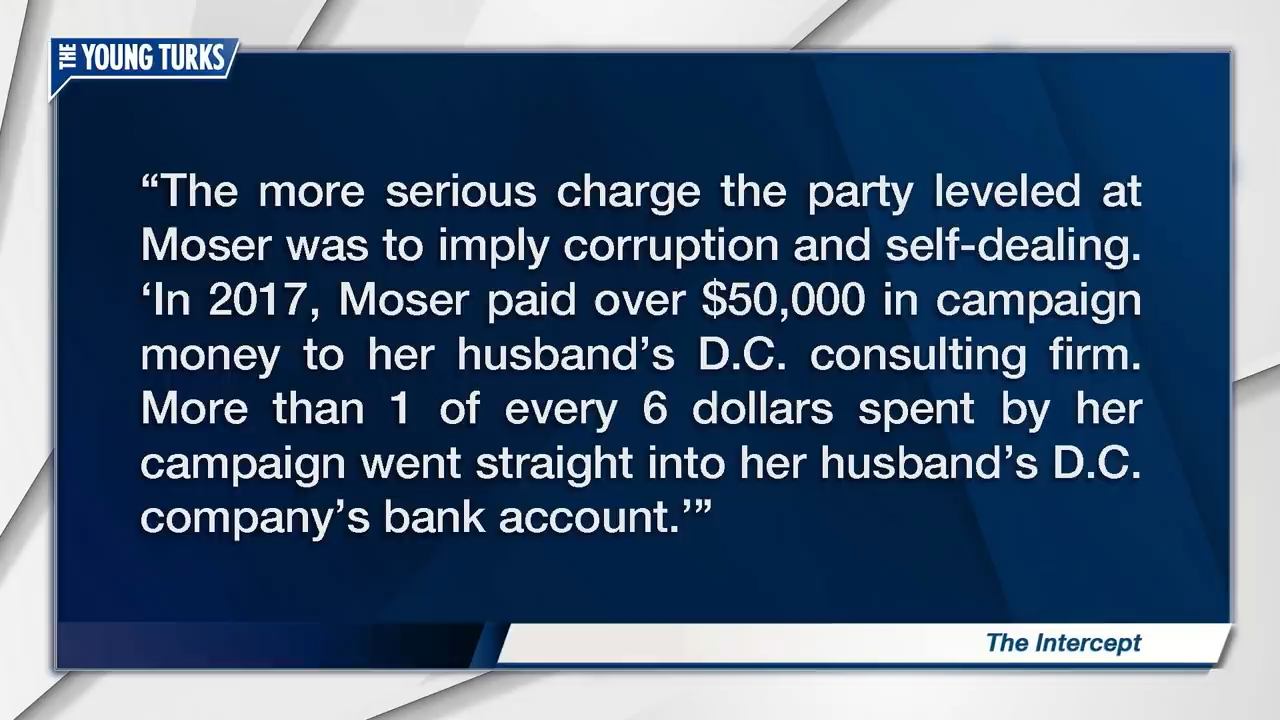 THE YOUNG TURKS
“The more serious charge the party leveled at
Moser was to imply corruption and self-dealing.
‘In 2017, Moser paid over $50,000 in campaign
money to her husband’s D.C. consulting firm.
More than 1 of every 6 dollars spent by her
campaign went straight into her husband’s D.C.
company’s bank account.’”
The Intercept